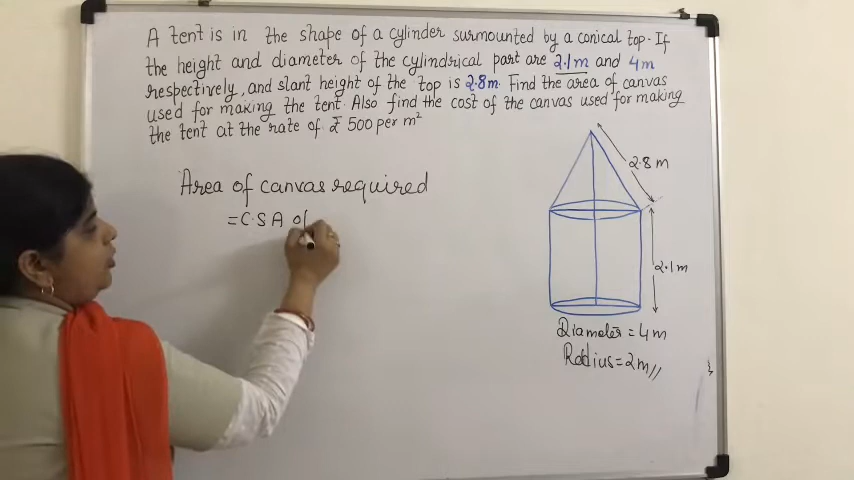 A tent is in the shape of a cylinder surmounted by a conical top. If
the height and diameter of the cylindrical part are 2.1m and 4m
respectively, and slant height of the top is 2.8m. Find the area of canvas
used for making the tent. Also find the cost of the canvas used for making
the tent at the rate of ₹ 500 per m²
2.8 m
Area of canvas required
= C.S A of
2.1 m
Diameter = 4m
Radius = 2m //